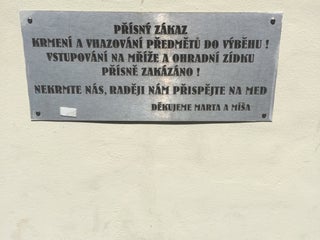 PŘÍSNÝ ZÁKAZ
KRMENÍ A VHAZOVÁNÍ PŘEDMĚTŮ DO VÝBĚHU !
VSTUPOVÁNÍ NA MŘÍŽE A OHRADNÍ ZÍDKU
PŘÍSNĚ ZAKÁZÁNO !
NEKRMTE NÁS, RADĚJI NÁM PŘISPĚJTE NA MED
DĚKUJEME MARTA A MÍŠA